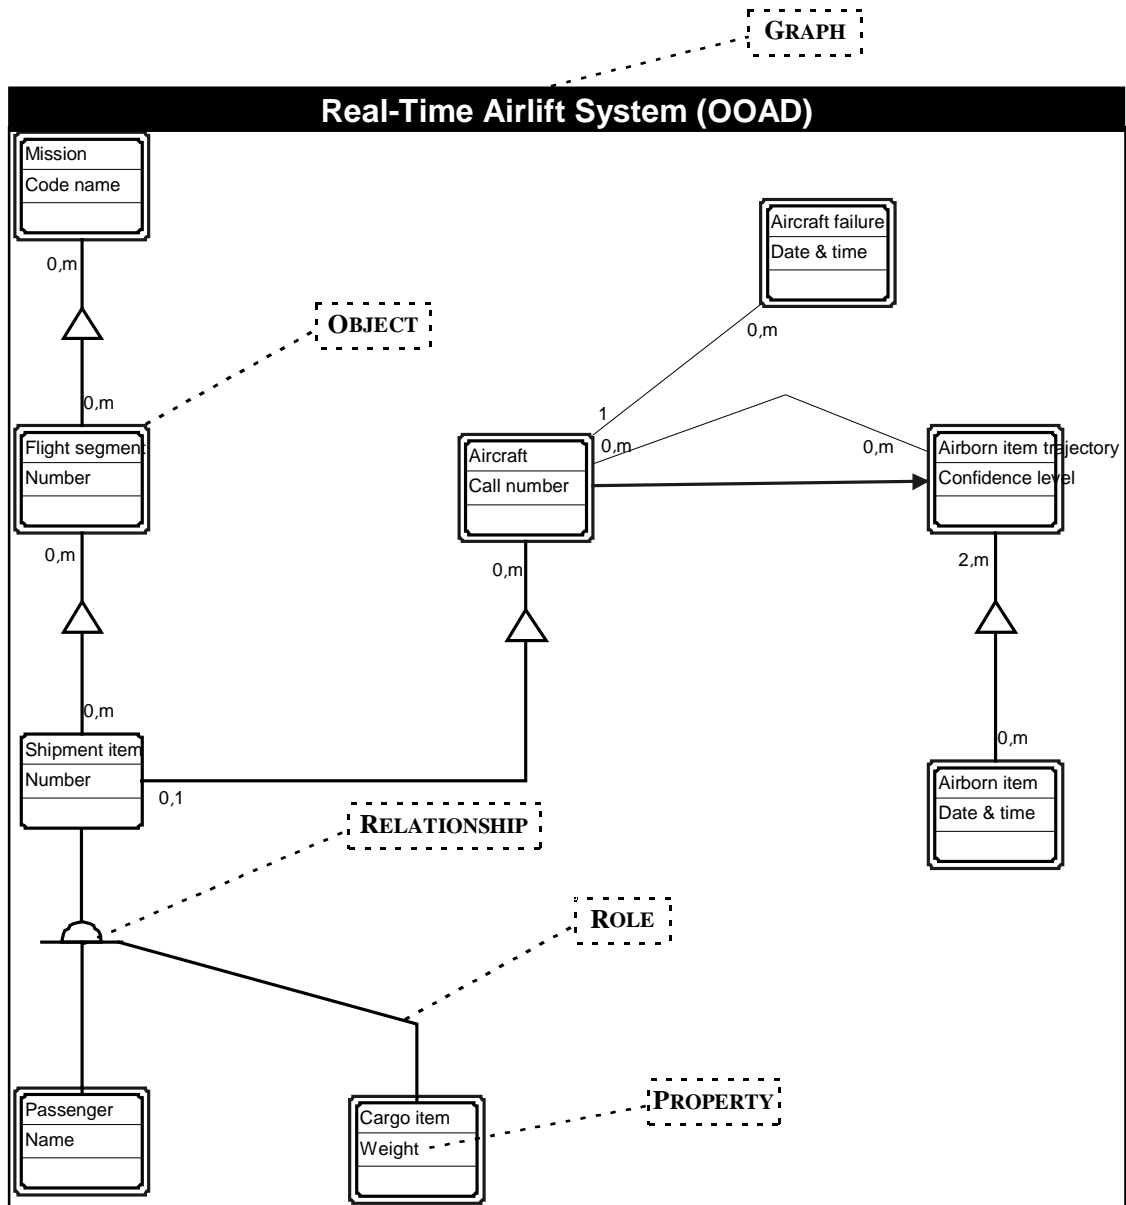 GRAPH
Real-Time Airlift System (OOAD)
Mission
Code name
0,m
Aircraft failure
Date & time
0,m
OBJECT
0,m
Flight segment
Number
0,m
1
0,m
0,m
Aircraft
Call number
0,m
Airborn item trajectory
Confidence level
2,m
0,m
Shipment item
Number
0,1
0,m
Airborn item
Date & time
RELATIONSHIP
ROLE
PROPERTY
Passenger
Name
Cargo item
Weight